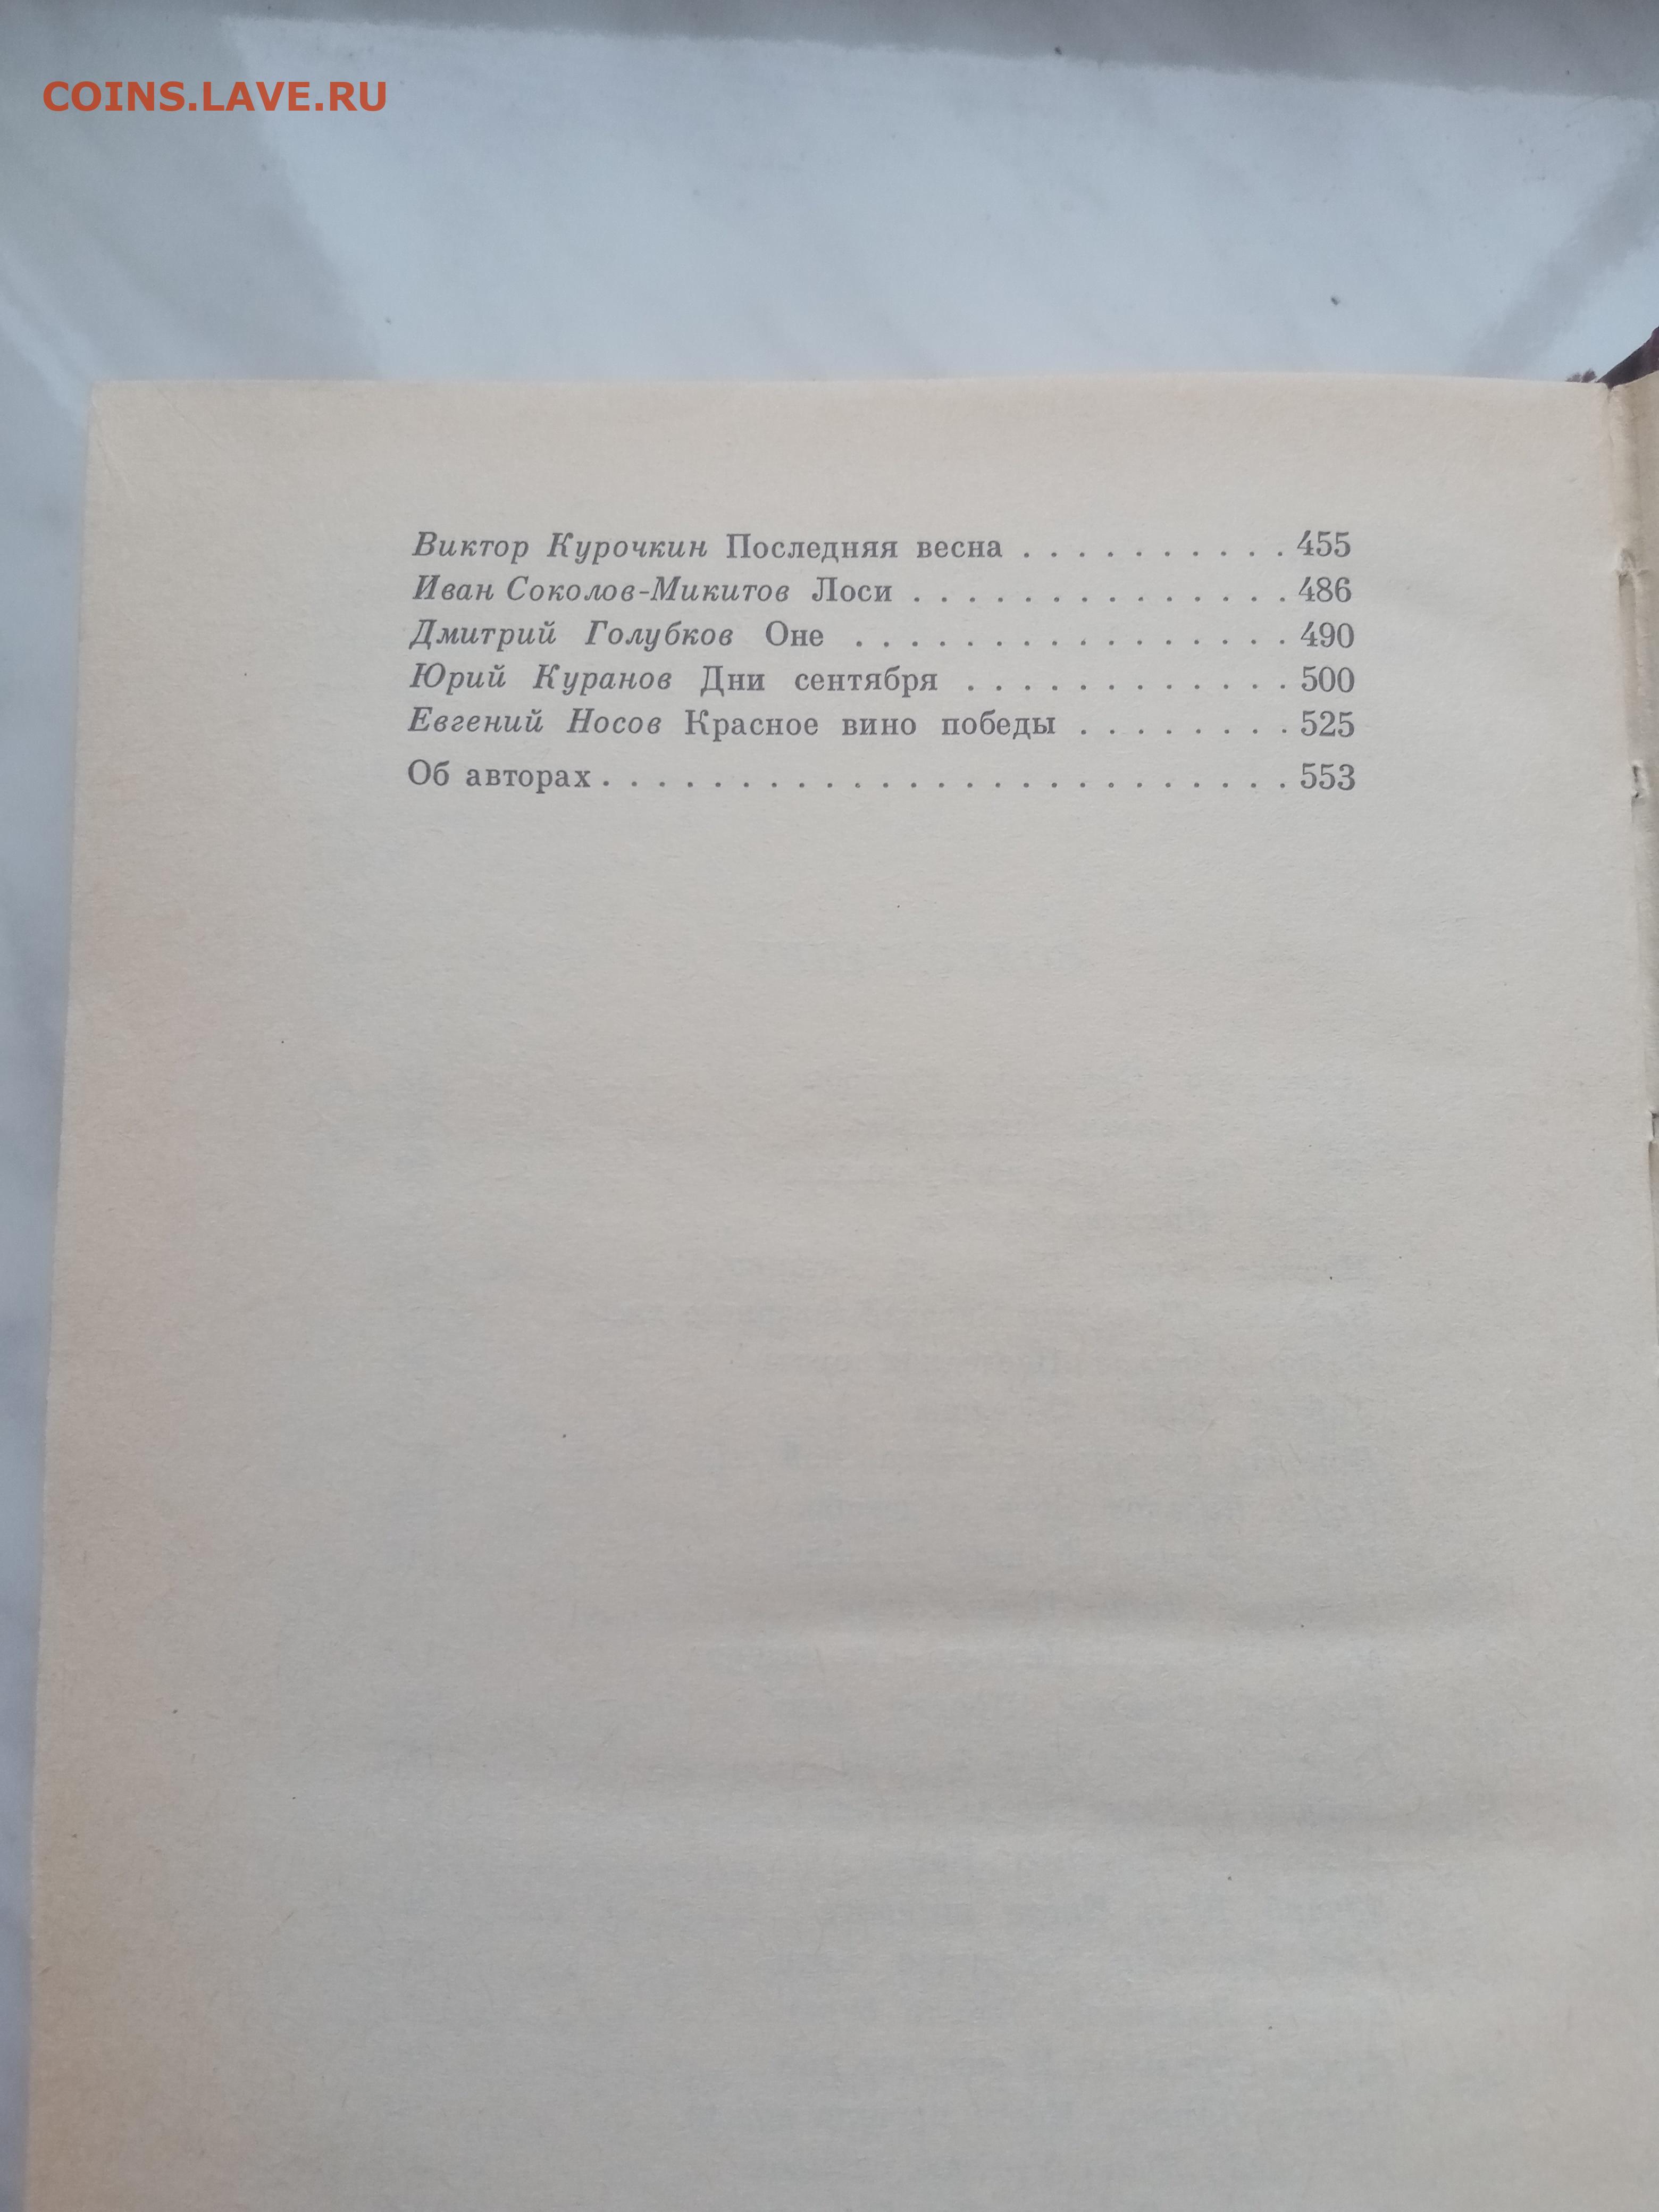 COINS.LAVE.RU
Виктор Курочкин Последняя весна . . . . . . . . . . 455
Иван Соколов-Микитов Лоси . . . . . . . . . . . . . . 486
Дмитрий Голубков Оне . . . . . . . . . . . . . . . . 490
Юрий Куранов Дни сентября . . . . . . . . . . . . 500
Евгений Носов Красное вино победы . . . . . . . . 525
Об авторах . . . . . . . . . . . . . . . . . . . . . . . . . 553